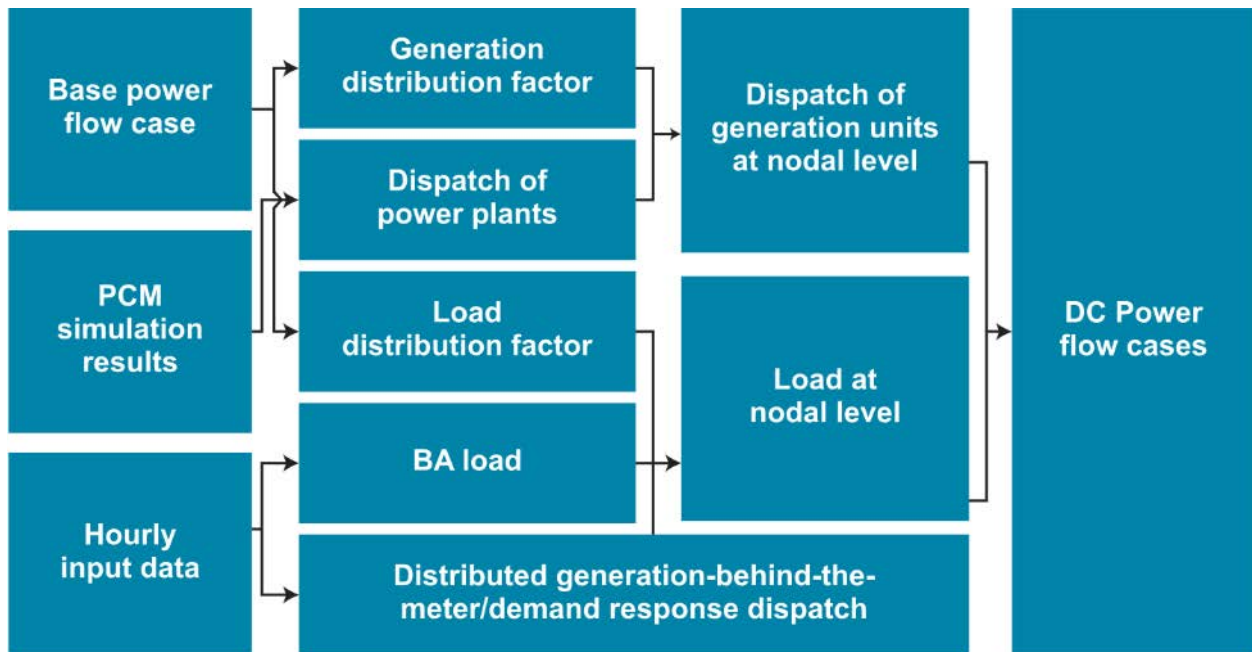 Base power
flow case
PCM
simulation
results
Hourly
input data
Generation
distribution factor
Dispatch of
power plants
Load
distribution factor
BA load
Distributed generation-behind-the-
meter/demand response dispatch
Dispatch of
generation units
at nodal level
Load at
nodal level
DC Power
flow cases